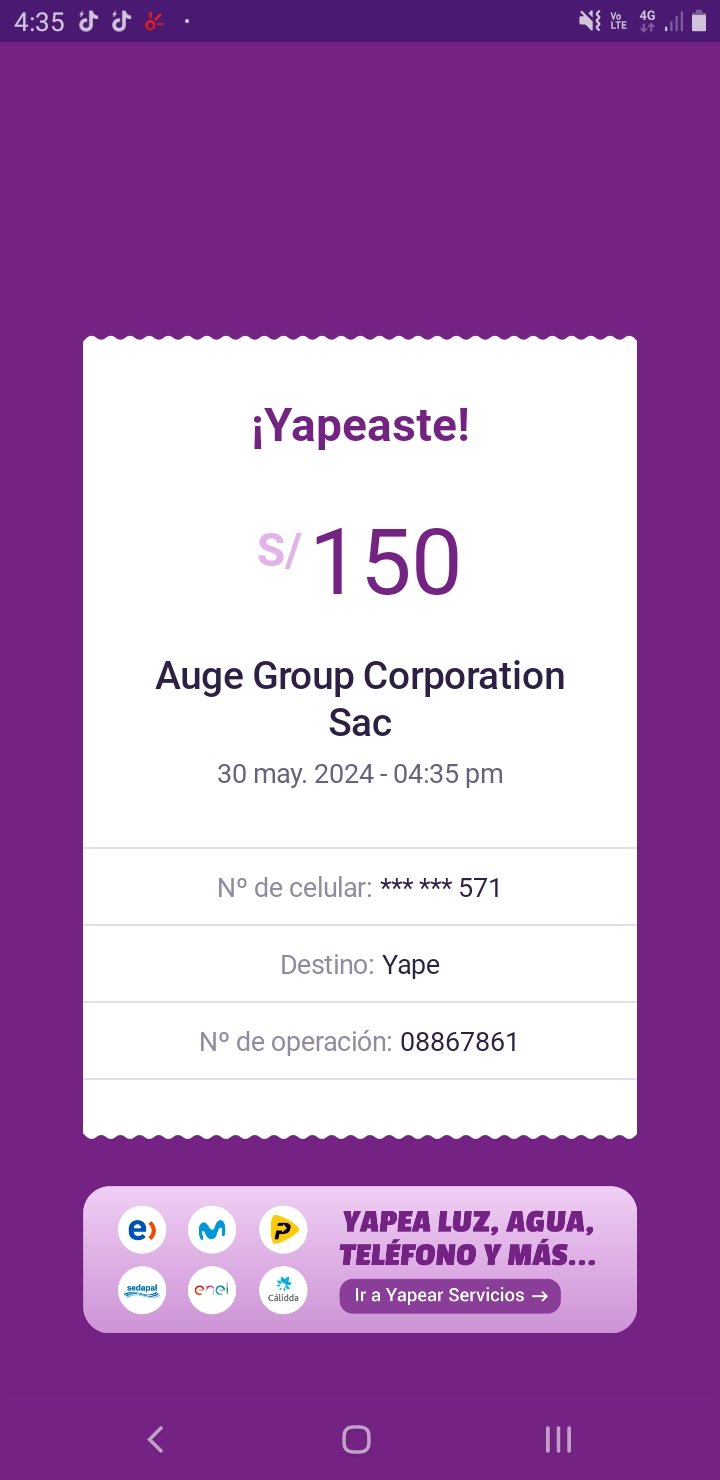 4:35
Vo LTE 4G
¡Yapeaste!
S/ 150
Auge Group Corporation
Sac
30 may. 2024 - 04:35 pm
Nº de celular: *** *** 571
Destino: Yape
Nº de operación: 08867861
YAPEA LUZ, AGUA,
TELÉFONO Y MÁS...
Ir a Yapear Servicios →
e) M P
sedapal enel Cálidda